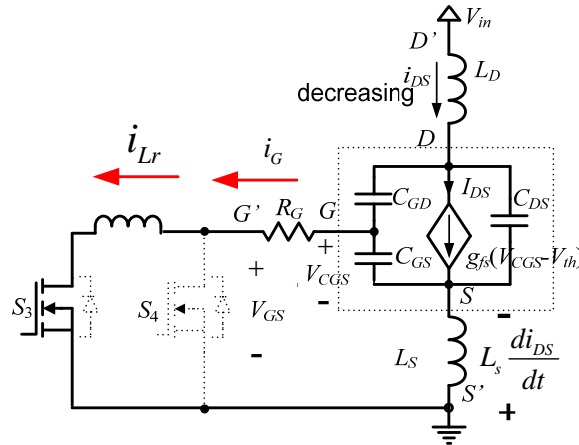 V_in
D'
i_DS
L_D
decreasing
D
i_Lr
i_G
I_DS
C_GD
C_DS
G'
R_G
G
+
C_GS
g_fs(V_CGS-V_th)
+
V_CGS
-
S_3
S_4
V_GS
S
-
-
L_S
L_s di_DS/dt
S'
+